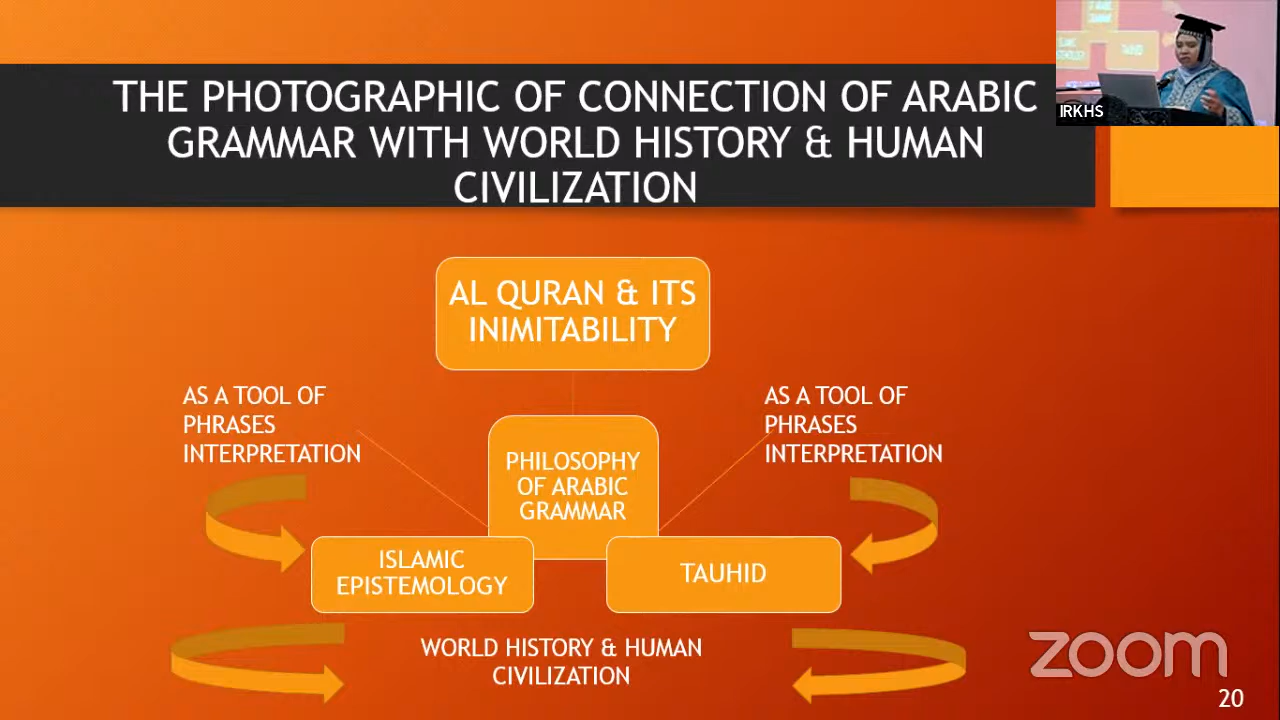 THE PHOTOGRAPHIC OF CONNECTION OF ARABIC
GRAMMAR WITH WORLD HISTORY & HUMAN
CIVILIZATION
IRKHS
AL QURAN & ITS
INIMITABILITY
AS A TOOL OF
PHRASES
INTERPRETATION
AS A TOOL OF
PHRASES
INTERPRETATION
PHILOSOPHY
OF ARABIC
GRAMMAR
ISLAMIC
EPISTEMOLOGY
TAUHID
WORLD HISTORY & HUMAN
CIVILIZATION
zoom
20